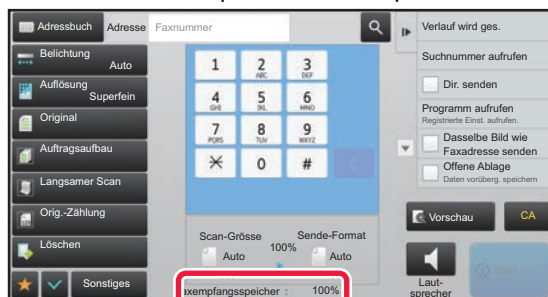 Adressbuch
Adresse
Faxnummer
Belichtung
Auto
Auflösung
Superfein
Original
Auftragsaufbau
Langsamer Scan
Orig.-Zählung
Löschen
Sonstiges
1
2
ABC
3
DEF
4
GHI
5
JKL
6
MNO
7
PQRS
8
TUV
9
WXYZ
0
#
C
Scan-Grösse
100%
Sende-Format
Auto
Auto
axempfangsspeicher : 100%
Verlauf wird ges.
Suchnummer aufrufen
Dir. senden
Programm aufrufen
Registrierte Einst. aufrufen.
Dasselbe Bild wie
Faxadresse senden
Offene Ablage
Daten vorüberg. speichern
Vorschau
CA
Laut-
sprecher
Start